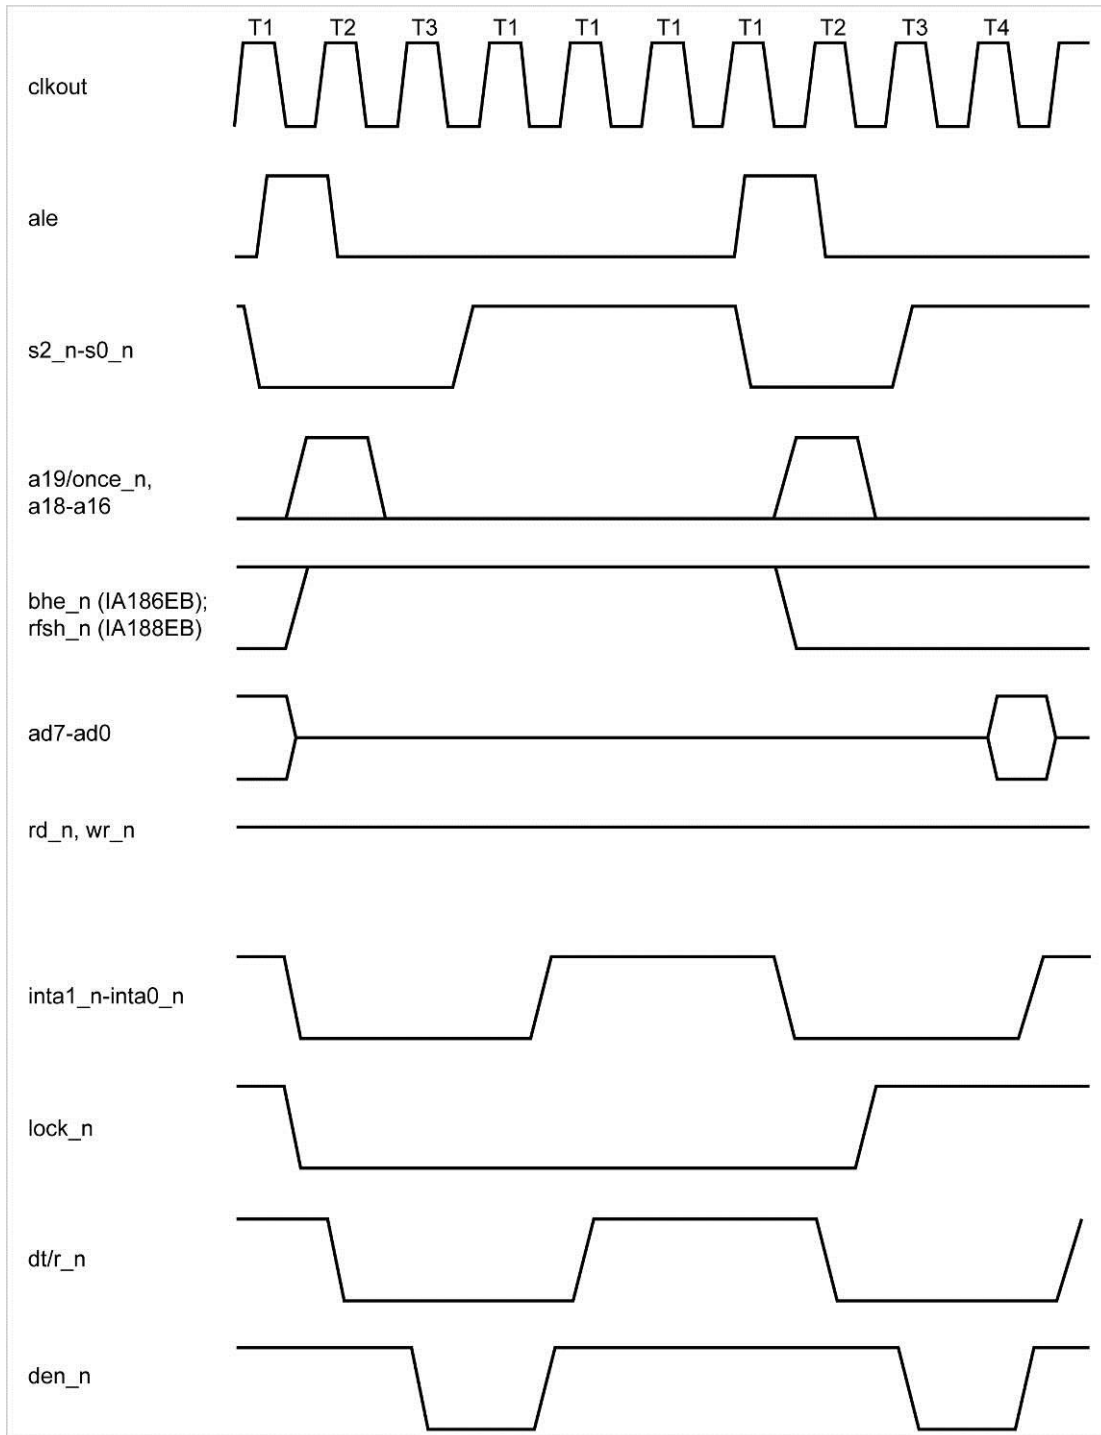 T1 T2 T3 T1 T1 T1 T1 T2 T3 T4
clkout
ale
s2_n-s0_n
a19/once_n,
a18-a16
bhe_n (IA186EB);
rfsh_n (IA188EB)
ad7-ad0
rd_n, wr_n
inta1_n-inta0_n
lock_n
dt/r_n
den_n